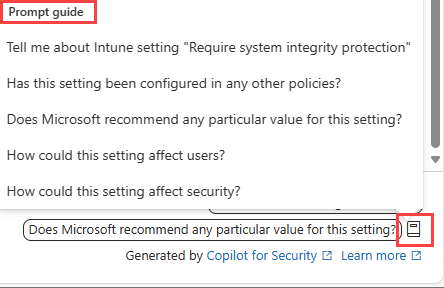 Prompt guide
Tell me about Intune setting "Require system integrity protection"
Has this setting been configured in any other policies?
Does Microsoft recommend any particular value for this setting?
How could this setting affect users?
How could this setting affect security?
Does Microsoft recommend any particular value for this setting?
Generated by Copilot for Security Learn more